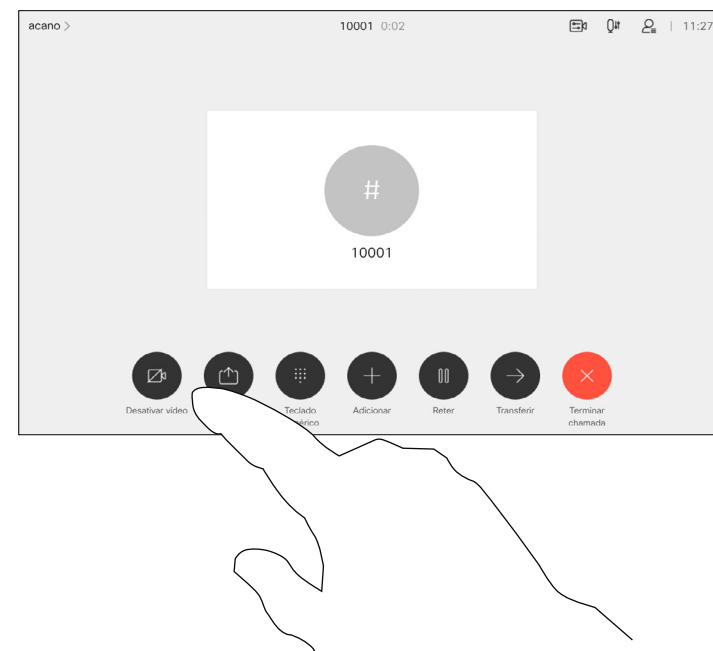 acano >
10001 0:02
11:27
#
10001
Desativar vídeo
Teclado
Adicionar
Reter
Transferir
Terminar
chamada